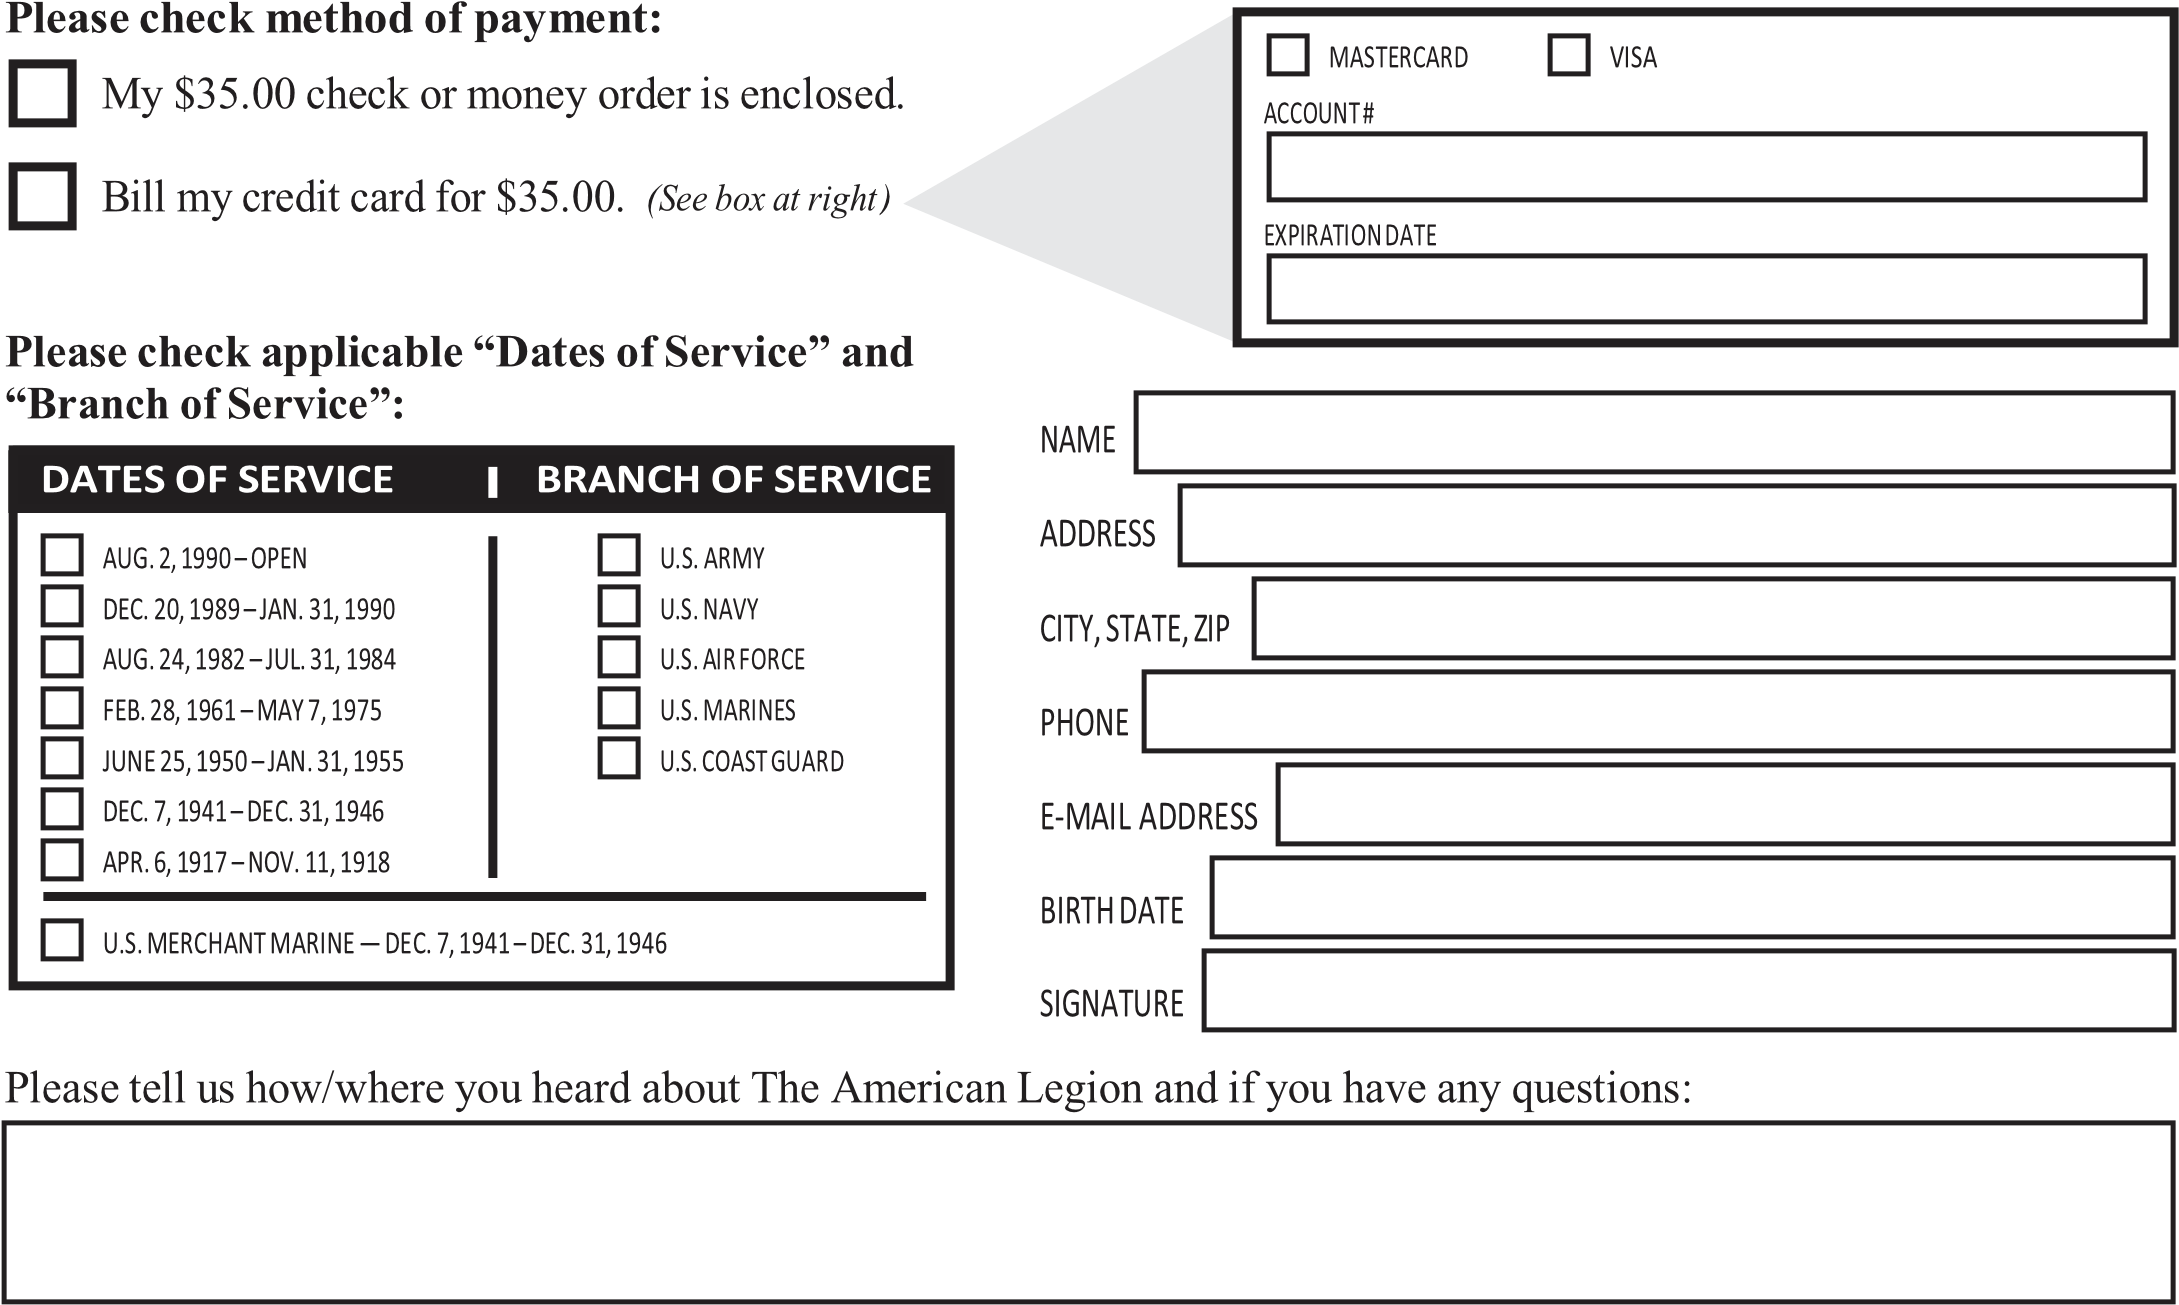 Please check method of payment:
My $35.00 check or money order is enclosed.
Bill my credit card for $35.00. (See box at right)
MASTERCARD VISA
ACCOUNT #
EXPIRATION DATE
Please check applicable “Dates of Service” and
“Branch of Service”:
DATES OF SERVICE | BRANCH OF SERVICE
AUG. 2, 1990 – OPEN
DEC. 20, 1989 – JAN. 31, 1990
AUG. 24, 1982 – JUL. 31, 1984
FEB. 28, 1961 – MAY 7, 1975
JUNE 25, 1950 – JAN. 31, 1955
DEC. 7, 1941 – DEC. 31, 1946
APR. 6, 1917 – NOV. 11, 1918
U.S. ARMY
U.S. NAVY
U.S. AIR FORCE
U.S. MARINES
U.S. COAST GUARD
U.S. MERCHANT MARINE — DEC. 7, 1941 – DEC. 31, 1946
NAME
ADDRESS
CITY, STATE, ZIP
PHONE
E-MAIL ADDRESS
BIRTH DATE
SIGNATURE
Please tell us how/where you heard about The American Legion and if you have any questions: